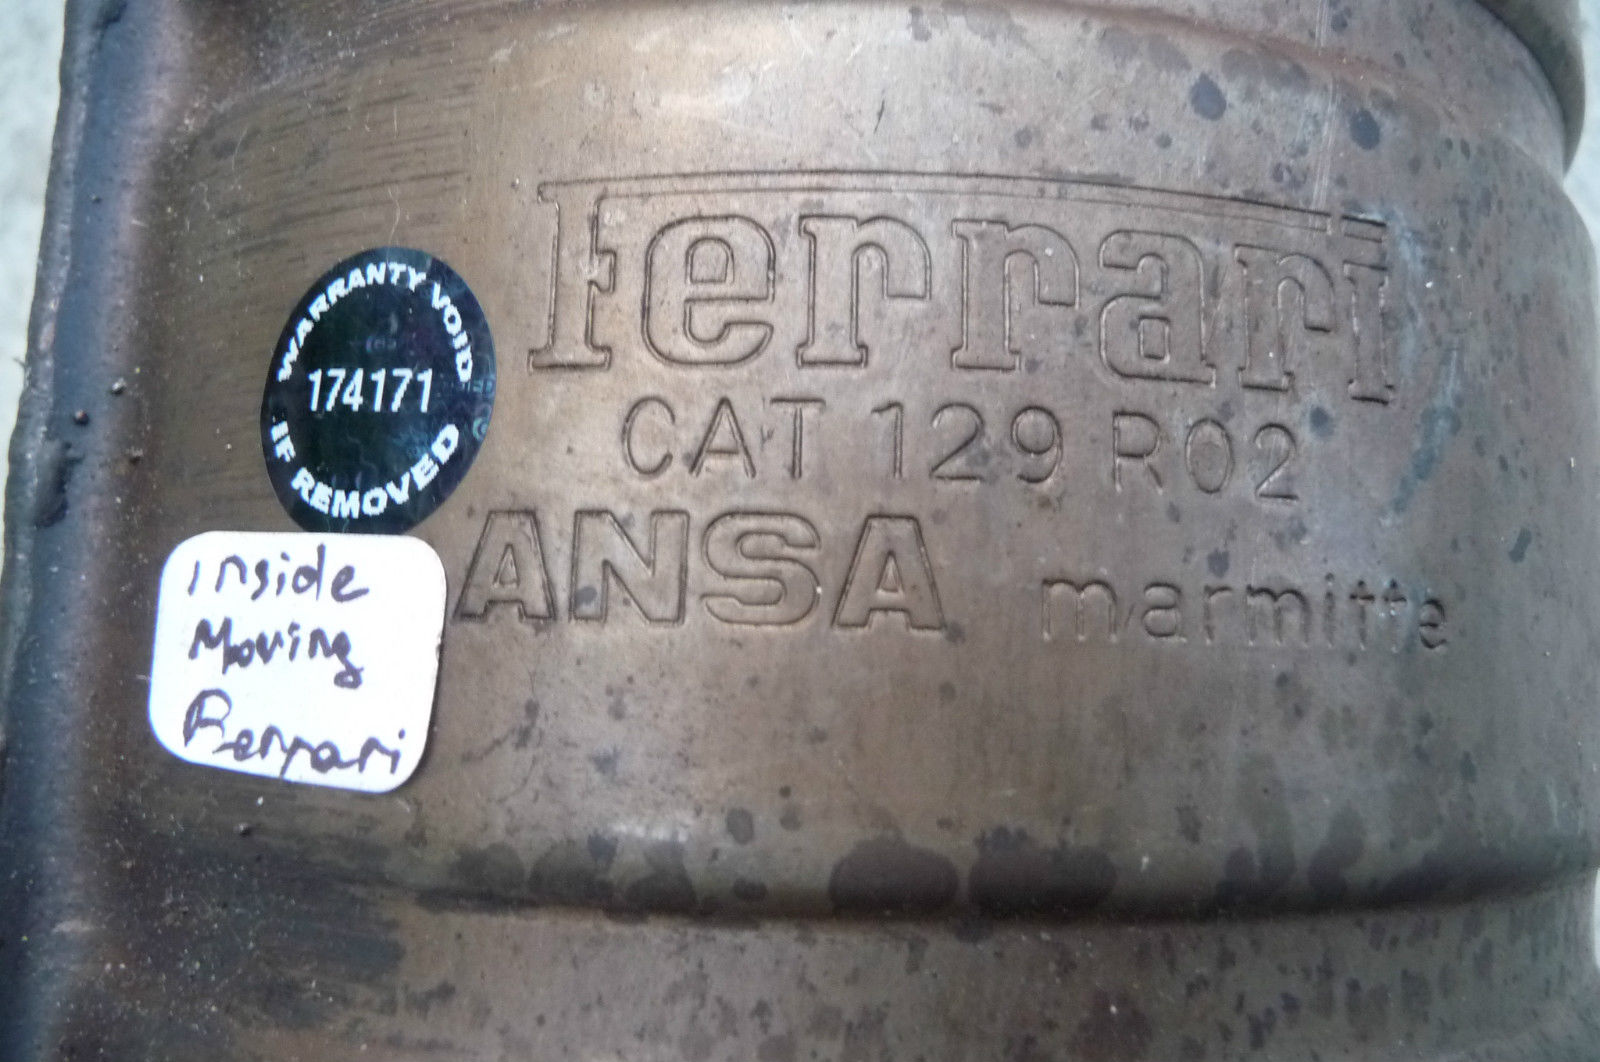 Ferrari
CAT 129 R02
ANSA marmitte
WARRANTY VOID
174171
IF REMOVED
inside
Moving
Ferrari